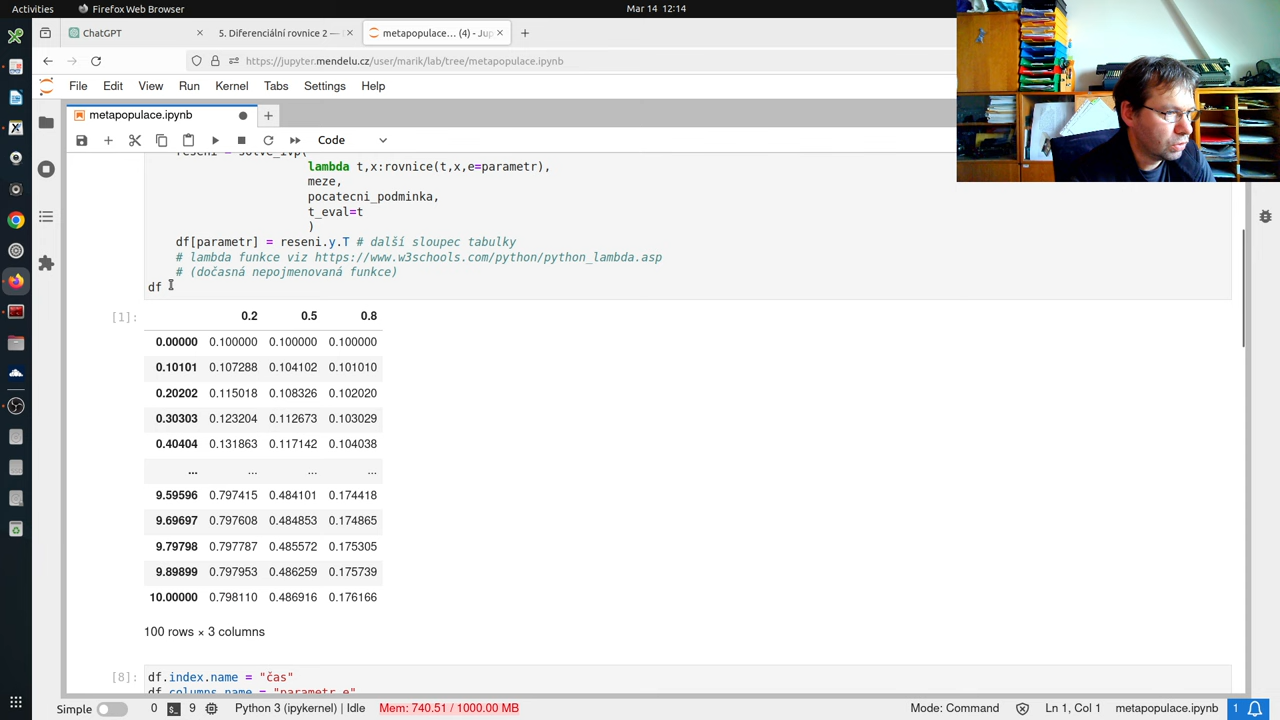 Activities
Firefox Web Browser
Mar 14 12:14
ChatGPT
5. Diferenciální rovnice 2
metapopulace… (4) - Jup
https://jupyter.mendelu.cz/user/marik/lab/tree/metapopulace.ipynb
File Edit View Run Kernel Tabs Settings Help
metapopulace.ipynb
Code
reseni = solve_ivp(
lambda t,x:rovnice(t,x,e=parametr),
meze,
pocatecni_podminka,
t_eval=t
)
df[parametr] = reseni.y.T # další sloupec tabulky
# lambda funkce viz https://www.w3schools.com/python/python_lambda.asp
# (dočasná nepojmenovaná funkce)
df
[1]: 0.2 0.5 0.8
0.00000 0.100000 0.100000 0.100000
0.10101 0.107288 0.104102 0.101010
0.20202 0.115018 0.108326 0.102020
0.30303 0.123204 0.112673 0.103029
0.40404 0.131863 0.117142 0.104038
... ... ... ...
9.59596 0.797415 0.484101 0.174418
9.69697 0.797608 0.484853 0.174865
9.79798 0.797787 0.485572 0.175305
9.89899 0.797953 0.486259 0.175739
10.00000 0.798110 0.486916 0.176166
100 rows × 3 columns
[8]: df.index.name = "čas"
df.columns.name = "parametr e"
Simple 0 9 Python 3 (ipykernel) | Idle Mem: 740.51 / 1000.00 MB Mode: Command Ln 1, Col 1 metapopulace.ipynb 1